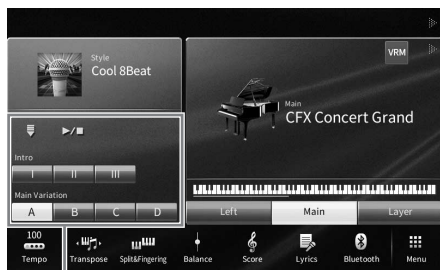 Style
Cool 8Beat
VRM
Main
CFX Concert Grand
Intro
I II III
Main Variation
A B C D
Left Main Layer
100
Tempo Transpose Split&Fingering Balance Score Lyrics Bluetooth Menu